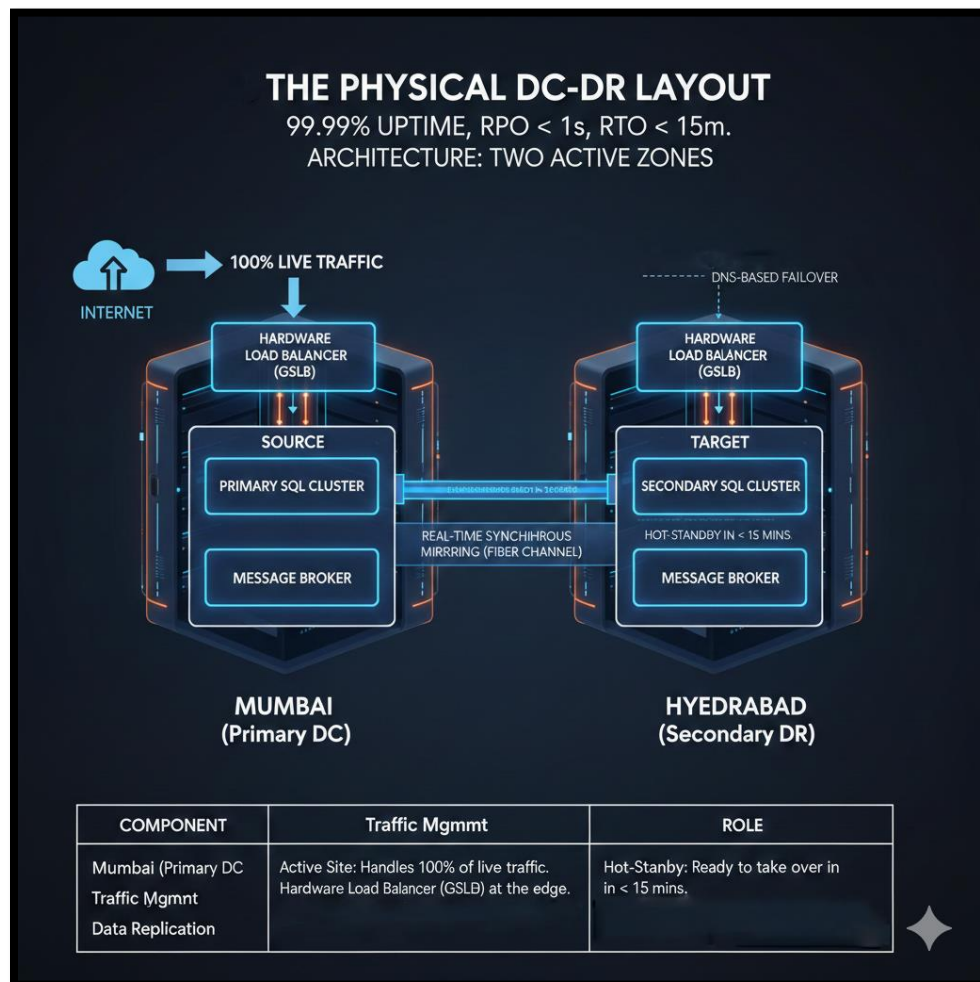 THE PHYSICAL DC-DR LAYOUT
99.99% UPTIME, RPO < 1s, RTO < 15m.
ARCHITECTURE: TWO ACTIVE ZONES
INTERNET
100% LIVE TRAFFIC
DNS-BASED FAILOVER
HARDWARE
LOAD BALANCER
(GSLB)
HARDWARE
LOAD BALANCER
(GSLB)
SOURCE
PRIMARY SQL CLUSTER
MESSAGE BROKER
REAL-TIME SYNCHIHROUS
MIRRRING (FIBER CHANNEL)
TARGET
SECONDARY SQL CLUSTER
HOT-STANDBY IN < 15 MINS
MESSAGE BROKER
MUMBAI
(Primary DC)
HYEDRABAD
(Secondary DR)
COMPONENT
Traffic Mgmmt
ROLE
Mumbai (Primary DC
Traffic Mgmnt
Data Replication
Active Site: Handles 100% of live traffic.
Hardware Load Balancer (GSLB) at the edge.
Hot-Stanby: Ready to take over in
in < 15 mins.